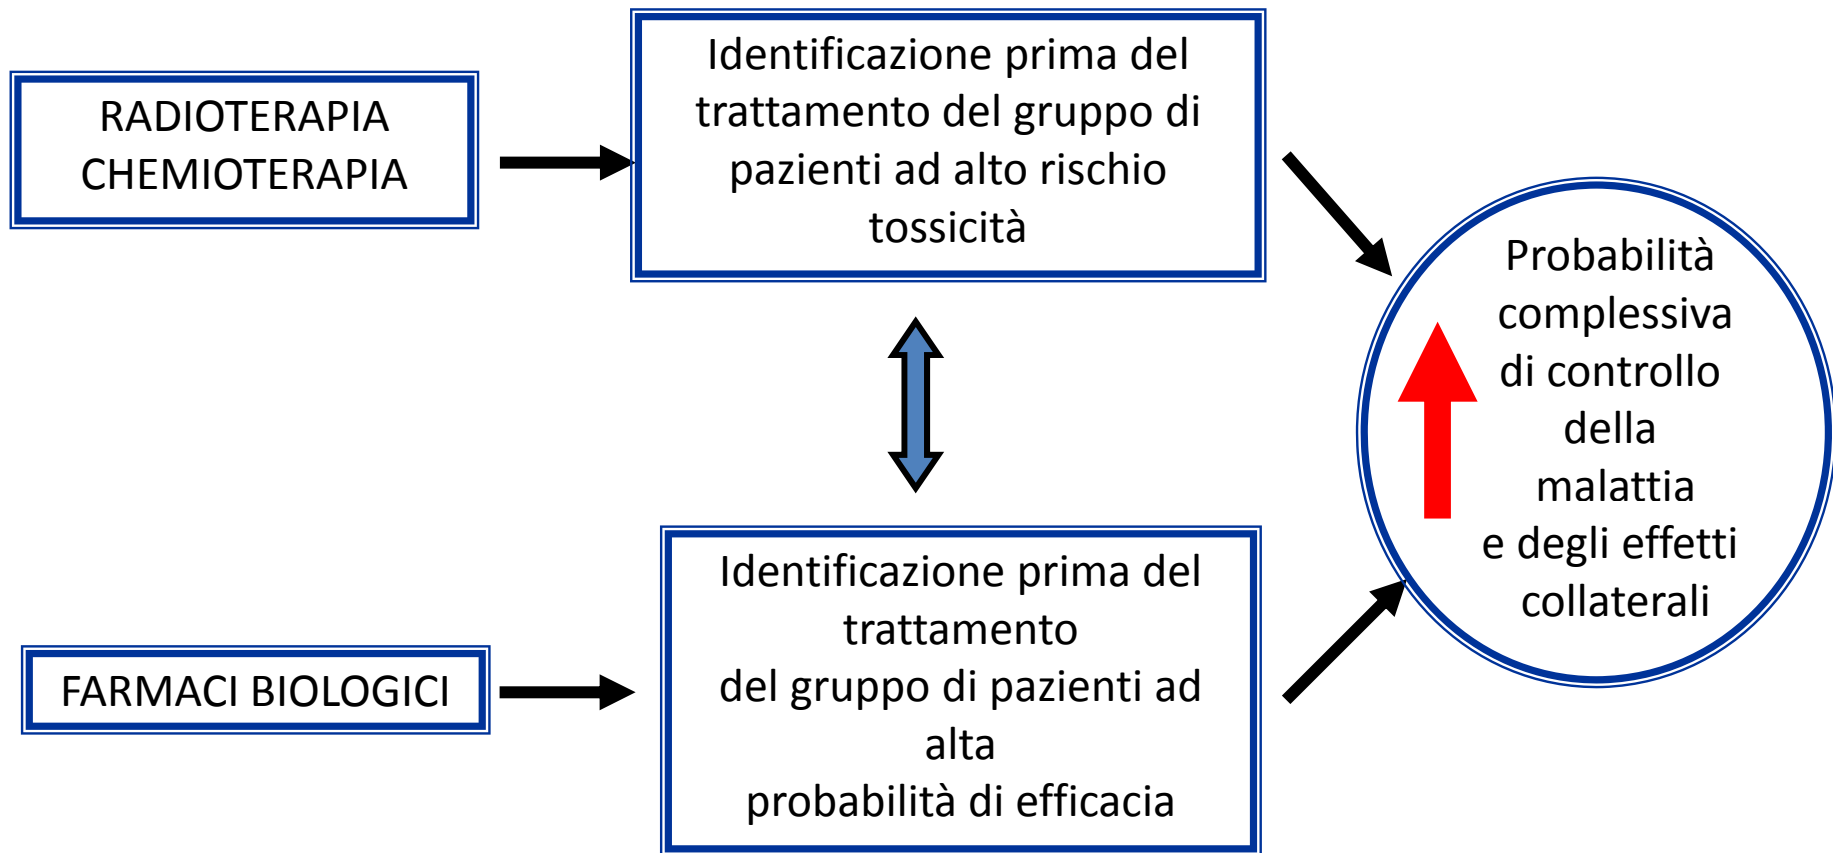 RADIOTERAPIA
CHEMIOTERAPIA
Identificazione prima del
trattamento del gruppo di
pazienti ad alto rischio
tossicità
FARMACI BIOLOGICI
Identificazione prima del
trattamento
del gruppo di pazienti ad
alta
probabilità di efficacia
Probabilità
complessiva
di controllo
della
malattia
e degli effetti
collaterali